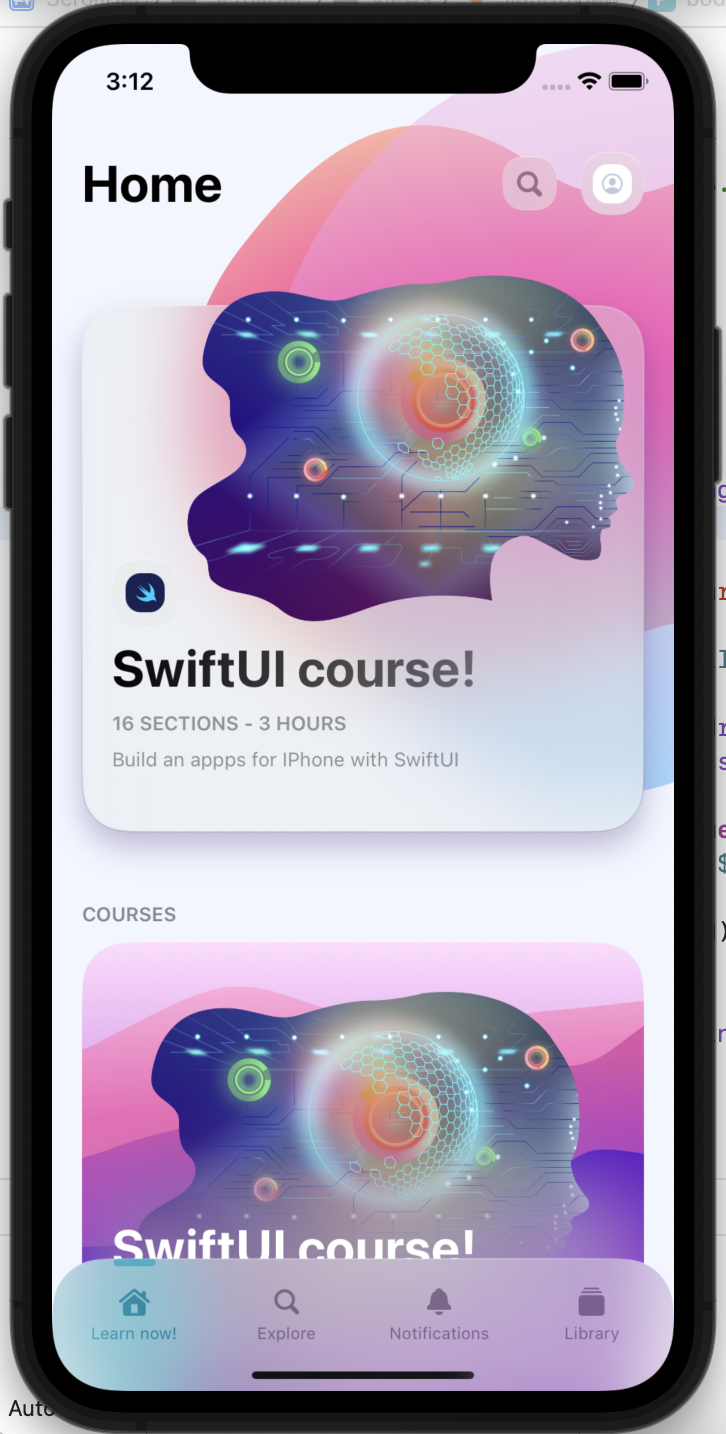 3:12
Home
SwiftUI course!
16 SECTIONS - 3 HOURS
Build an appps for IPhone with SwiftUI
COURSES
SwiftUI course!
Learn now!
Explore
Notifications
Library